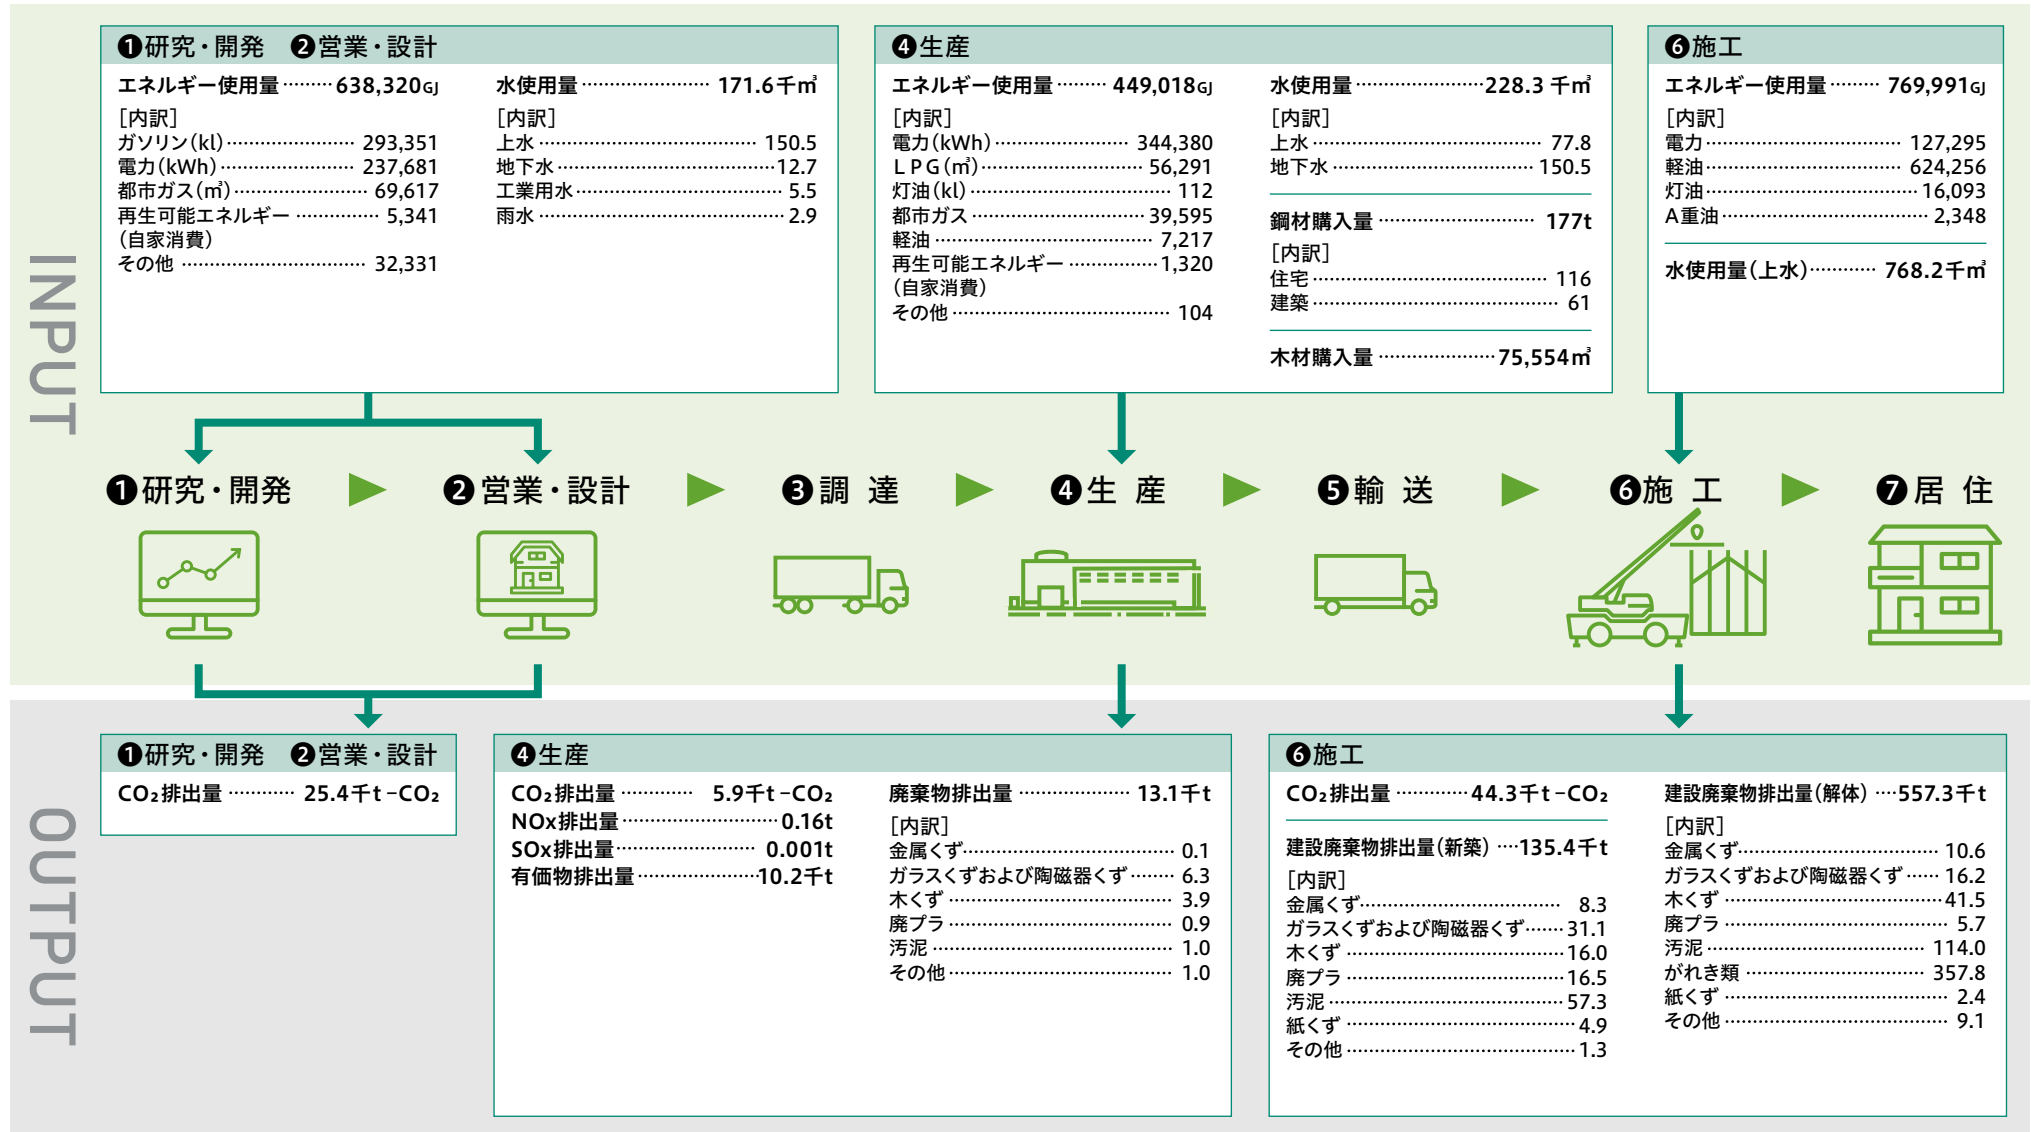 INPUT
❶研究・開発 ❷営業・設計
エネルギー使用量 ……… 638,320GJ
[内訳]
ガソリン(kl) ………………… 293,351
電力(kWh) ………………… 237,681
都市ガス(㎥) ………………… 69,617
再生可能エネルギー …………… 5,341
(自家消費)
その他 ………………………… 32,331
水使用量 ………………… 171.6千㎥
[内訳]
上水 ……………………………… 150.5
地下水 …………………………… 12.7
工業用水 ………………………… 5.5
雨水 ……………………………… 2.9
❹生産
エネルギー使用量 ……… 449,018GJ
[内訳]
電力(kWh) ………………… 344,380
LPG(㎥) ……………………… 56,291
灯油(kl) ………………………… 112
都市ガス ……………………… 39,595
軽油 …………………………… 7,217
再生可能エネルギー …………… 1,320
(自家消費)
その他 …………………………… 104
水使用量 ………………… 228.3 千㎥
[内訳]
上水 ……………………………… 77.8
地下水 …………………………… 150.5
鋼材購入量 ……………………… 177t
[内訳]
住宅 ……………………………… 116
建築 ……………………………… 61
木材購入量 ………………… 75,554㎥
❻施工
エネルギー使用量 ……… 769,991GJ
[内訳]
電力 ………………………… 127,295
軽油 ………………………… 624,256
灯油 ………………………… 16,093
A重油 ………………………… 2,348
水使用量(上水) ………… 768.2千㎥
❶研究・開発
❷営業・設計
❸調 達
❹生 産
❺輸 送
❻施 工
❼居 住
OUTPUT
❶研究・開発 ❷営業・設計
CO₂排出量 ………… 25.4千t-CO₂
❹生産
CO₂排出量 ………… 5.9千t-CO₂
NOx排出量 …………………… 0.16t
SOx排出量 ………………… 0.001t
有価物排出量 ………………… 10.2千t
廃棄物排出量 ……………… 13.1千t
[内訳]
金属くず ………………………… 0.1
ガラスくずおよび陶磁器くず …… 6.3
木くず …………………………… 3.9
廃プラ …………………………… 0.9
汚泥 ……………………………… 1.0
その他 …………………………… 1.0
❻施工
CO₂排出量 ………… 44.3千t-CO₂
建設廃棄物排出量(新築) … 135.4千t
[内訳]
金属くず ………………………… 8.3
ガラスくずおよび陶磁器くず …… 31.1
木くず …………………………… 16.0
廃プラ …………………………… 16.5
汚泥 ……………………………… 57.3
紙くず …………………………… 4.9
その他 …………………………… 1.3
建設廃棄物排出量(解体) … 557.3千t
[内訳]
金属くず ………………………… 10.6
ガラスくずおよび陶磁器くず …… 16.2
木くず …………………………… 41.5
廃プラ …………………………… 5.7
汚泥 ……………………………… 114.0
がれき類 ………………………… 357.8
紙くず …………………………… 2.4
その他 …………………………… 9.1